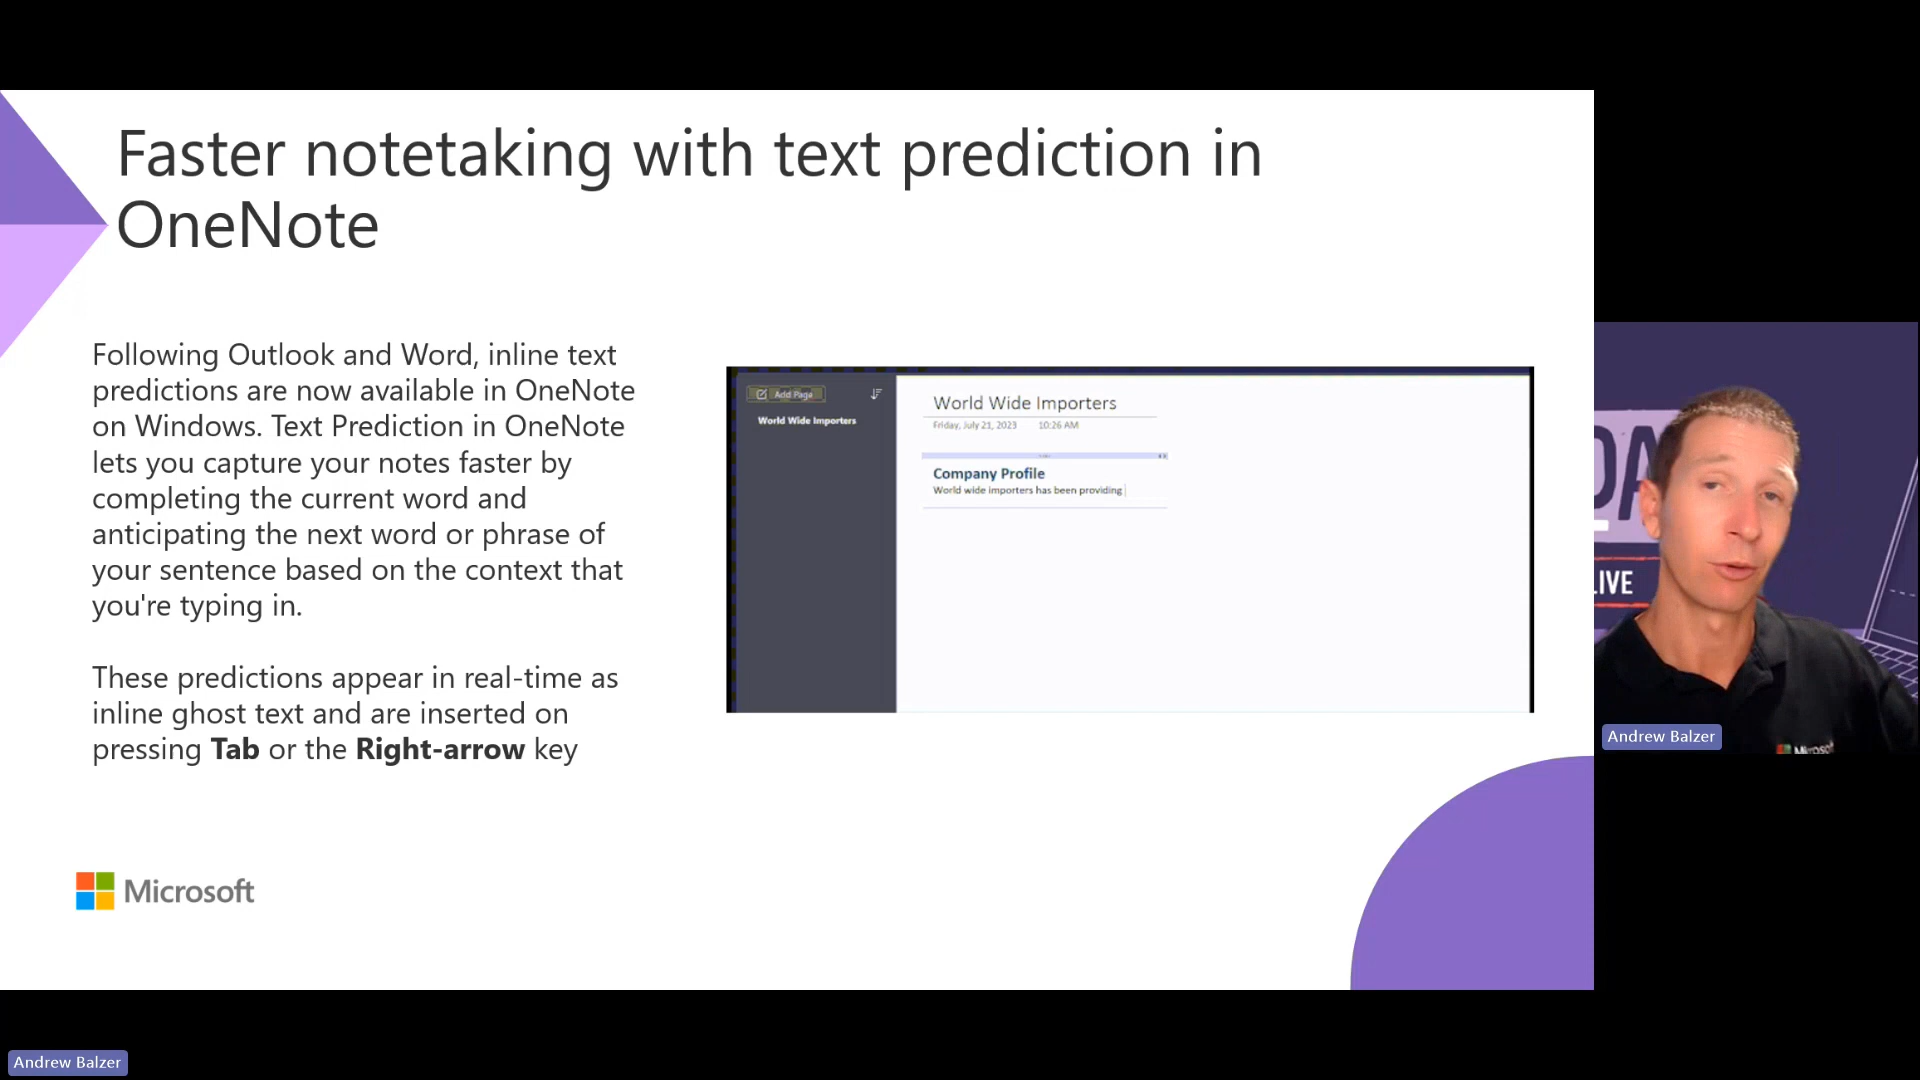 Faster notetaking with text prediction in
OneNote
Following Outlook and Word, inline text
predictions are now available in OneNote
on Windows. Text Prediction in OneNote
lets you capture your notes faster by
completing the current word and
anticipating the next word or phrase of
your sentence based on the context that
you're typing in.
These predictions appear in real-time as
inline ghost text and are inserted on
pressing Tab or the Right-arrow key
Microsoft
Add Page
World Wide Importers
World Wide Importers
Friday, July 21, 2023 10:26 AM
Company Profile
World wide importers has been providing
LIVE
Microsoft
Andrew Balzer
Andrew Balzer